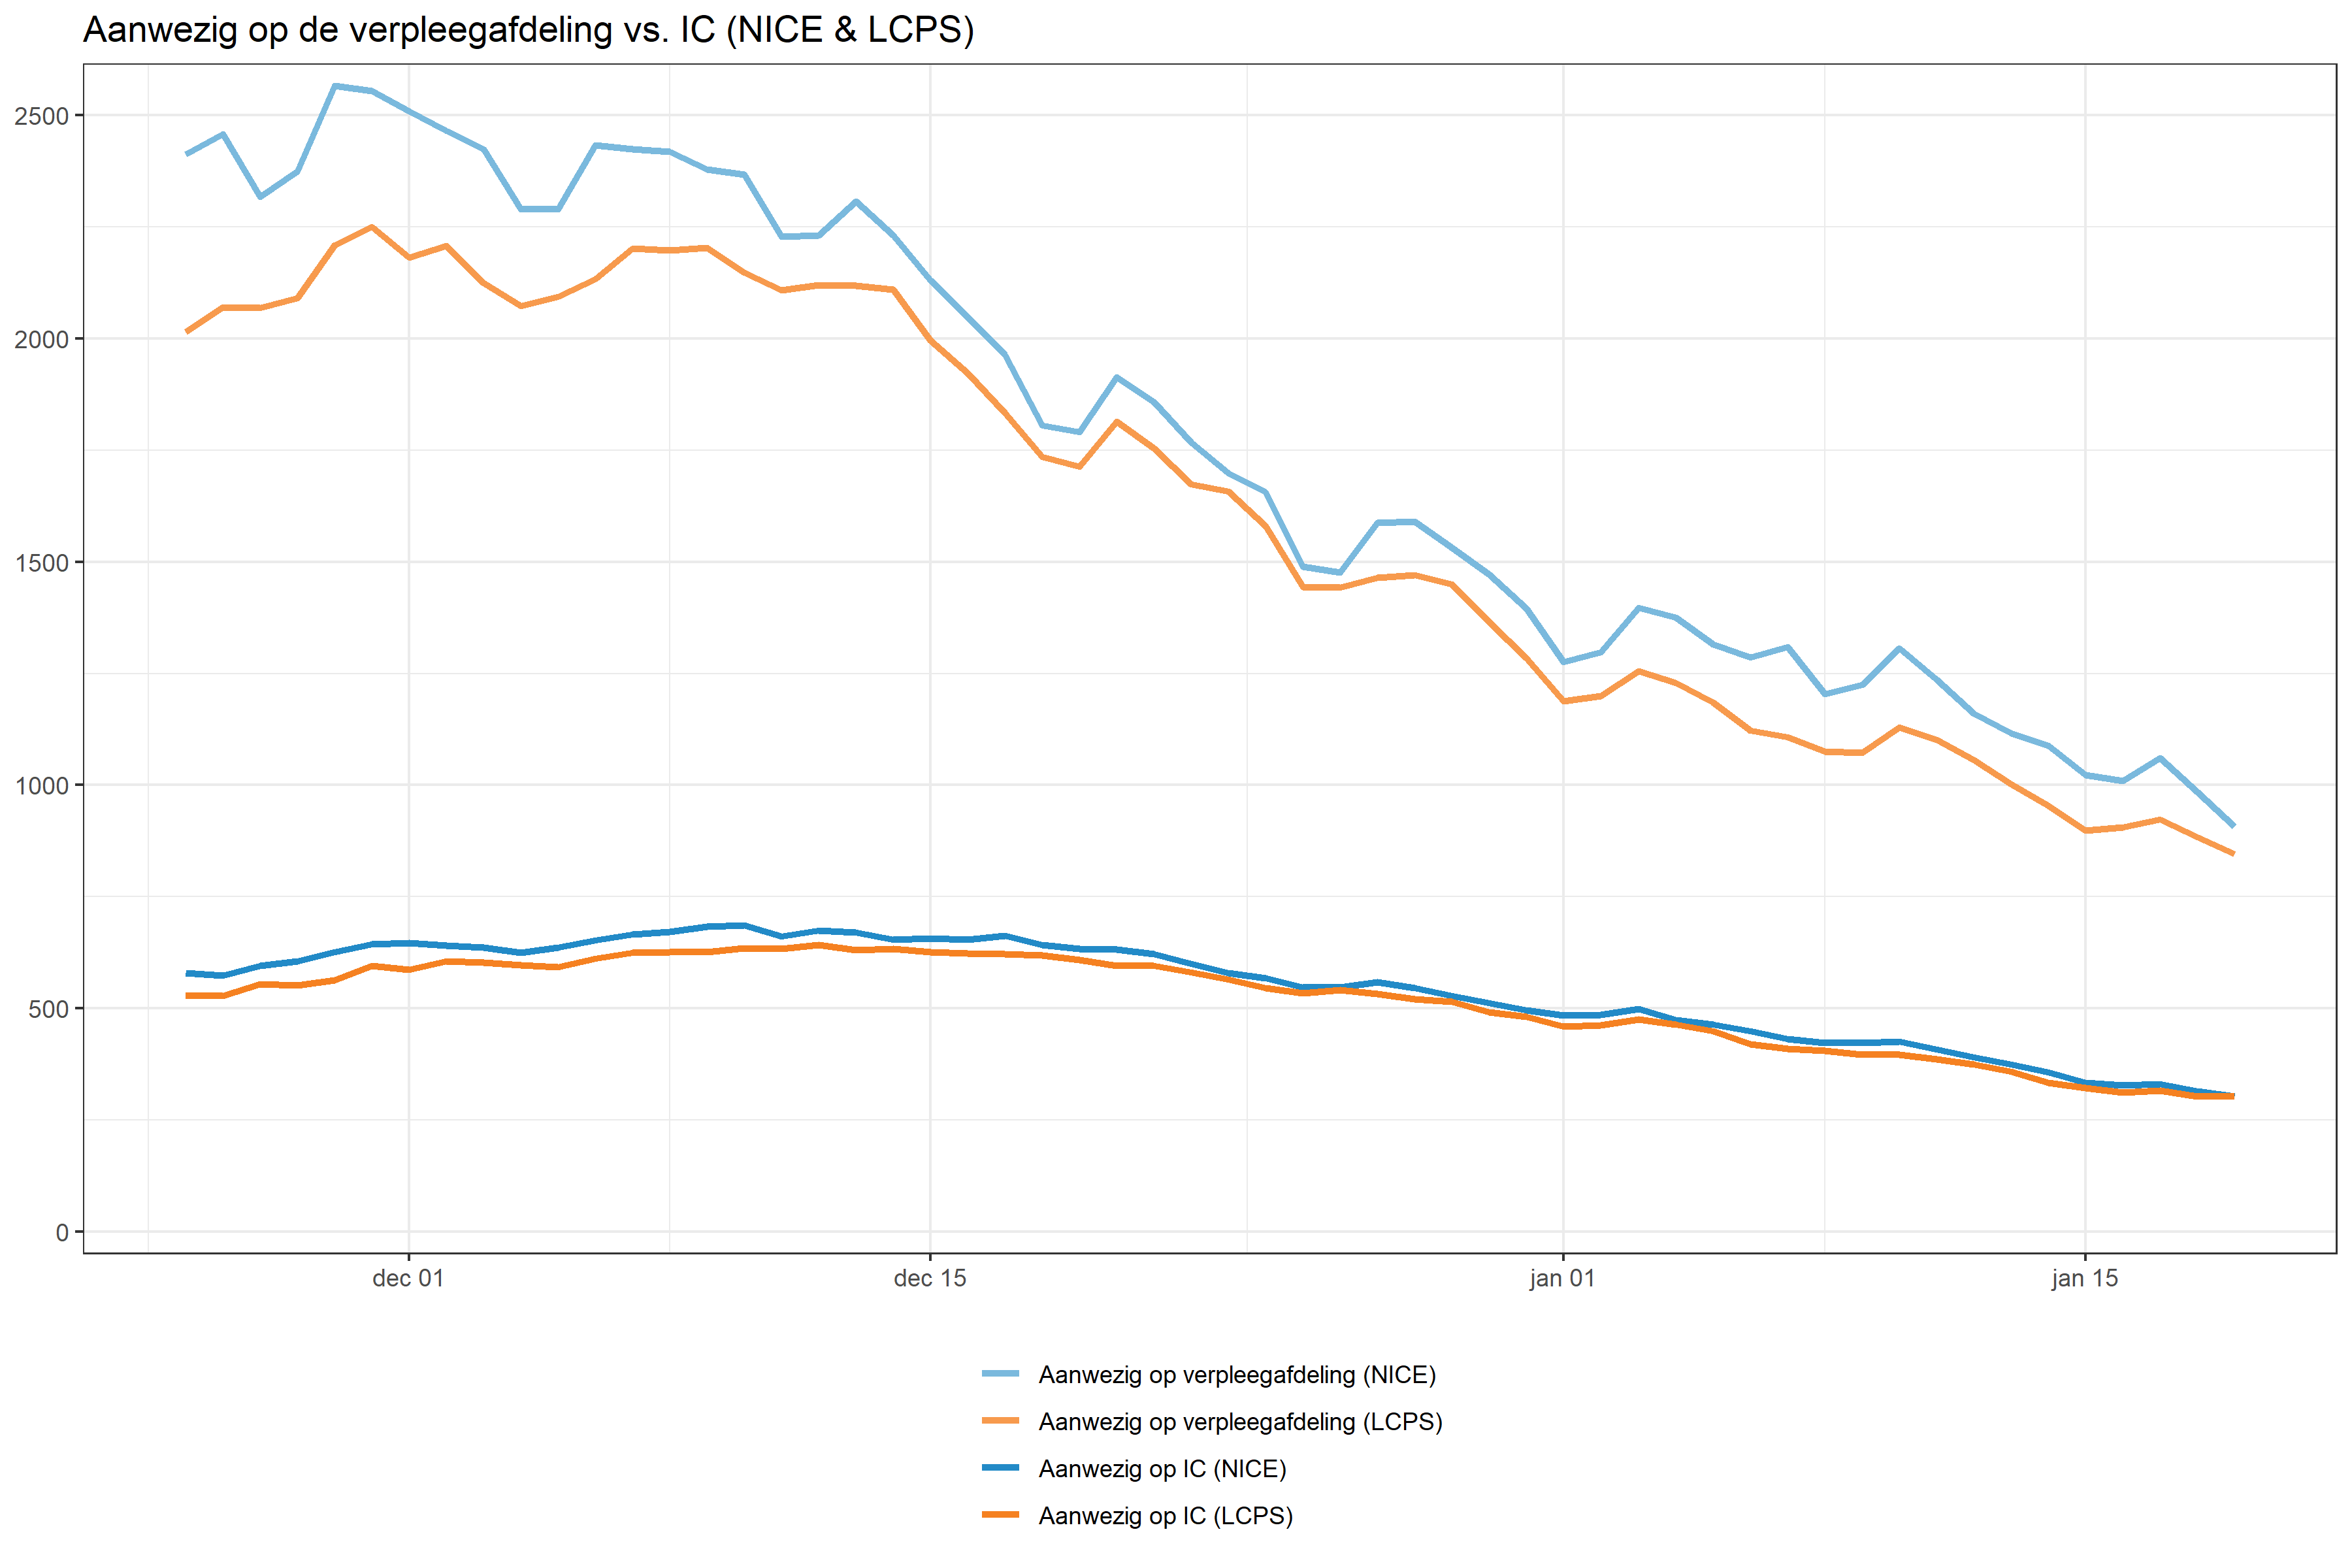 Aanwezig op de verpleegafdeling vs. IC (NICE & LCPS)
2500
2000
1500
1000
500
0
dec 01 dec 15 jan 01 jan 15
Aanwezig op verpleegafdeling (NICE)
Aanwezig op verpleegafdeling (LCPS)
Aanwezig op IC (NICE)
Aanwezig op IC (LCPS)